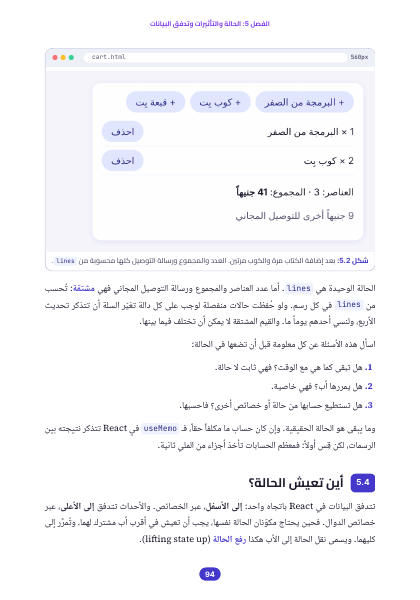 الفصل 5: الحالة والتأثيرات وتدفق البيانات
cart.html
560px
+ البرمجة من الصفر
+ كوب يِت
+ قبعة يِت
1 × البرمجة من الصفر
احذف
2 × كوب يِت
احذف
العناصر: 3 · المجموع: 41 جنيهاً
9 جنيهاً أخرى للتوصيل المجاني
شكل 5.2: بعد إضافة الكتاب مرة والكوب مرتين. العدد والمجموع ورسالة التوصيل كلها محسوبة من lines.
الحالة الوحيدة هي lines. أما عدد العناصر والمجموع ورسالة التوصيل المجاني فهي مشتقة: تُحسب
من lines في كل رسم. ولو حُفظت حالات منفصلة لوجب على كل دالة تغيّر السلة أن تتذكر تحديث
الأربع، ولنسي أحدهم يوماً ما. والقيم المشتقة لا يمكن أن تختلف فيما بينها.
اسأل هذه الأسئلة عن كل معلومة قبل أن تضعها في الحالة:
1. هل تبقى كما هي مع الوقت؟ فهي ثابت لا حالة.
2. هل يمررها أب؟ فهي خاصية.
3. هل تستطيع حسابها من حالة أو خصائص أخرى؟ فاحسبها.
وما يبقى هو الحالة الحقيقية. وإن كان حساب ما مكلفاً حقاً، فـ useMemo في React تتذكر نتيجته بين
الرسمات، لكن قِس أولاً: فمعظم الحسابات تأخذ أجزاء من الملي ثانية.
5.4 أين تعيش الحالة؟
تتدفق البيانات في React باتجاه واحد: إلى الأسفل، عبر الخصائص. والأحداث تتدفق إلى الأعلى، عبر
خصائص الدوال. فحين يحتاج مكوّنان الحالة نفسها، يجب أن تعيش في أقرب أب مشترك لهما، وتُمرَّر إلى
كليهما. ويسمى نقل الحالة إلى الأب هكذا رفع الحالة (lifting state up).
94